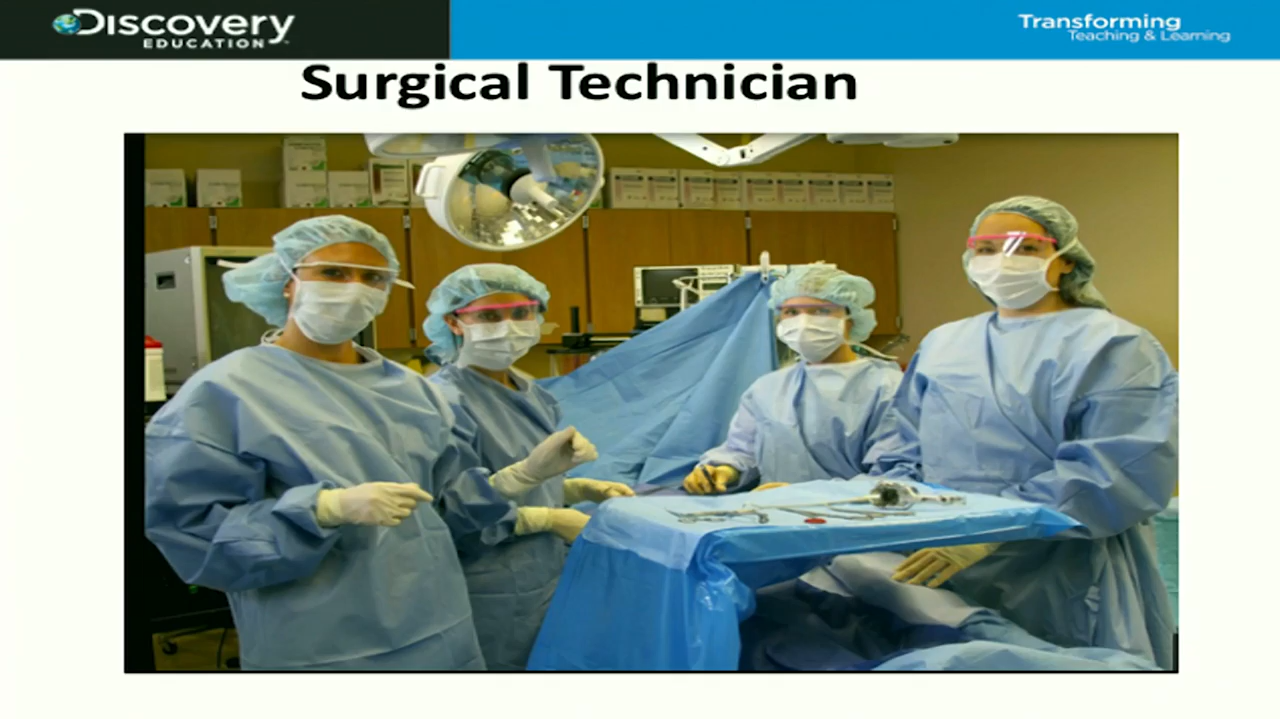 Discovery
EDUCATION
Transforming
Teaching & Learning
Surgical Technician